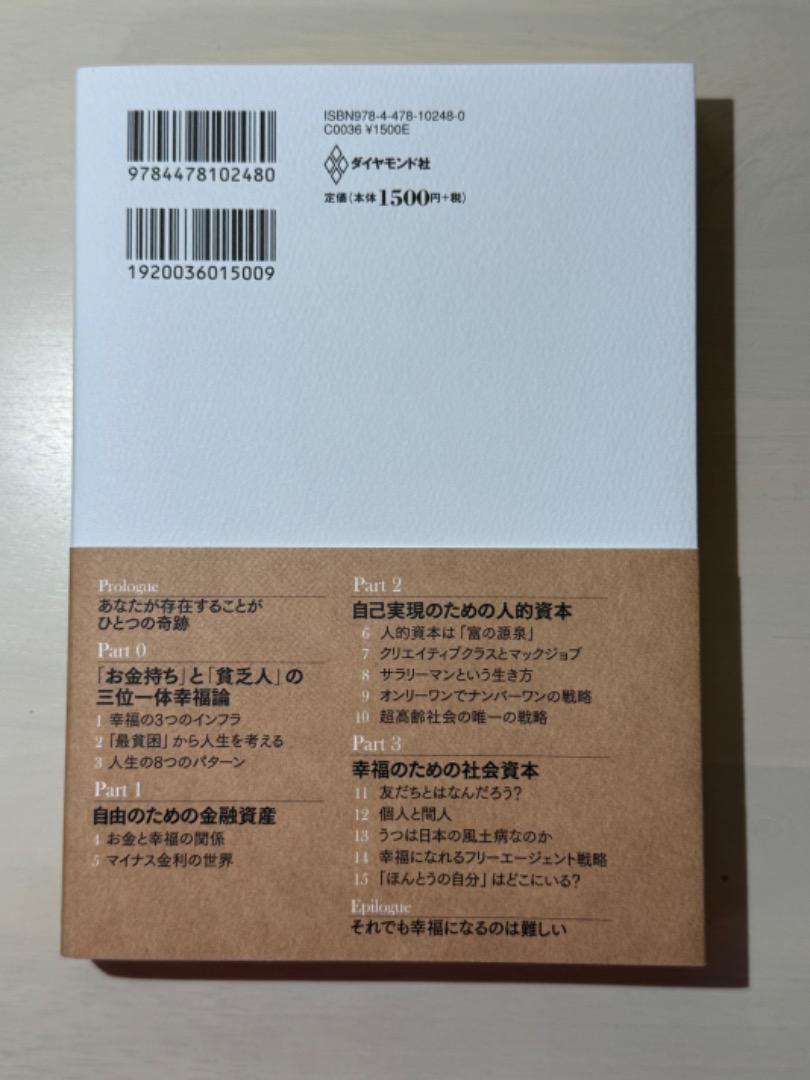 ISBN978-4-478-10248-0
C0036 ¥1500E
9784478102480
ダイヤモンド社
定価(本体1500円+税)
1920036015009
Prologue
あなたが存在することが
ひとつの奇跡
Part 0
「お金持ち」と「貧乏人」の
三位一体幸福論
1 幸福の3つのインフラ
2 「最貧困」から人生を考える
3 人生の8つのパターン
Part 1
自由のための金融資産
4 お金と幸福の関係
5 マイナス金利の世界
Part 2
自己実現のための人的資本
6 人的資本は「富の源泉」
7 クリエイティブクラスとマックジョブ
8 サラリーマンという生き方
9 オンリーワンでナンバーワンの戦略
10 超高齢社会の唯一の戦略
Part 3
幸福のための社会資本
11 友だちとはなんだろう?
12 個人と間人
13 うつは日本の風土病なのか
14 幸福になれるフリーエージェント戦略
15 「ほんとうの自分」はどこにいる?
Epilogue
それでも幸福になるのは難しい